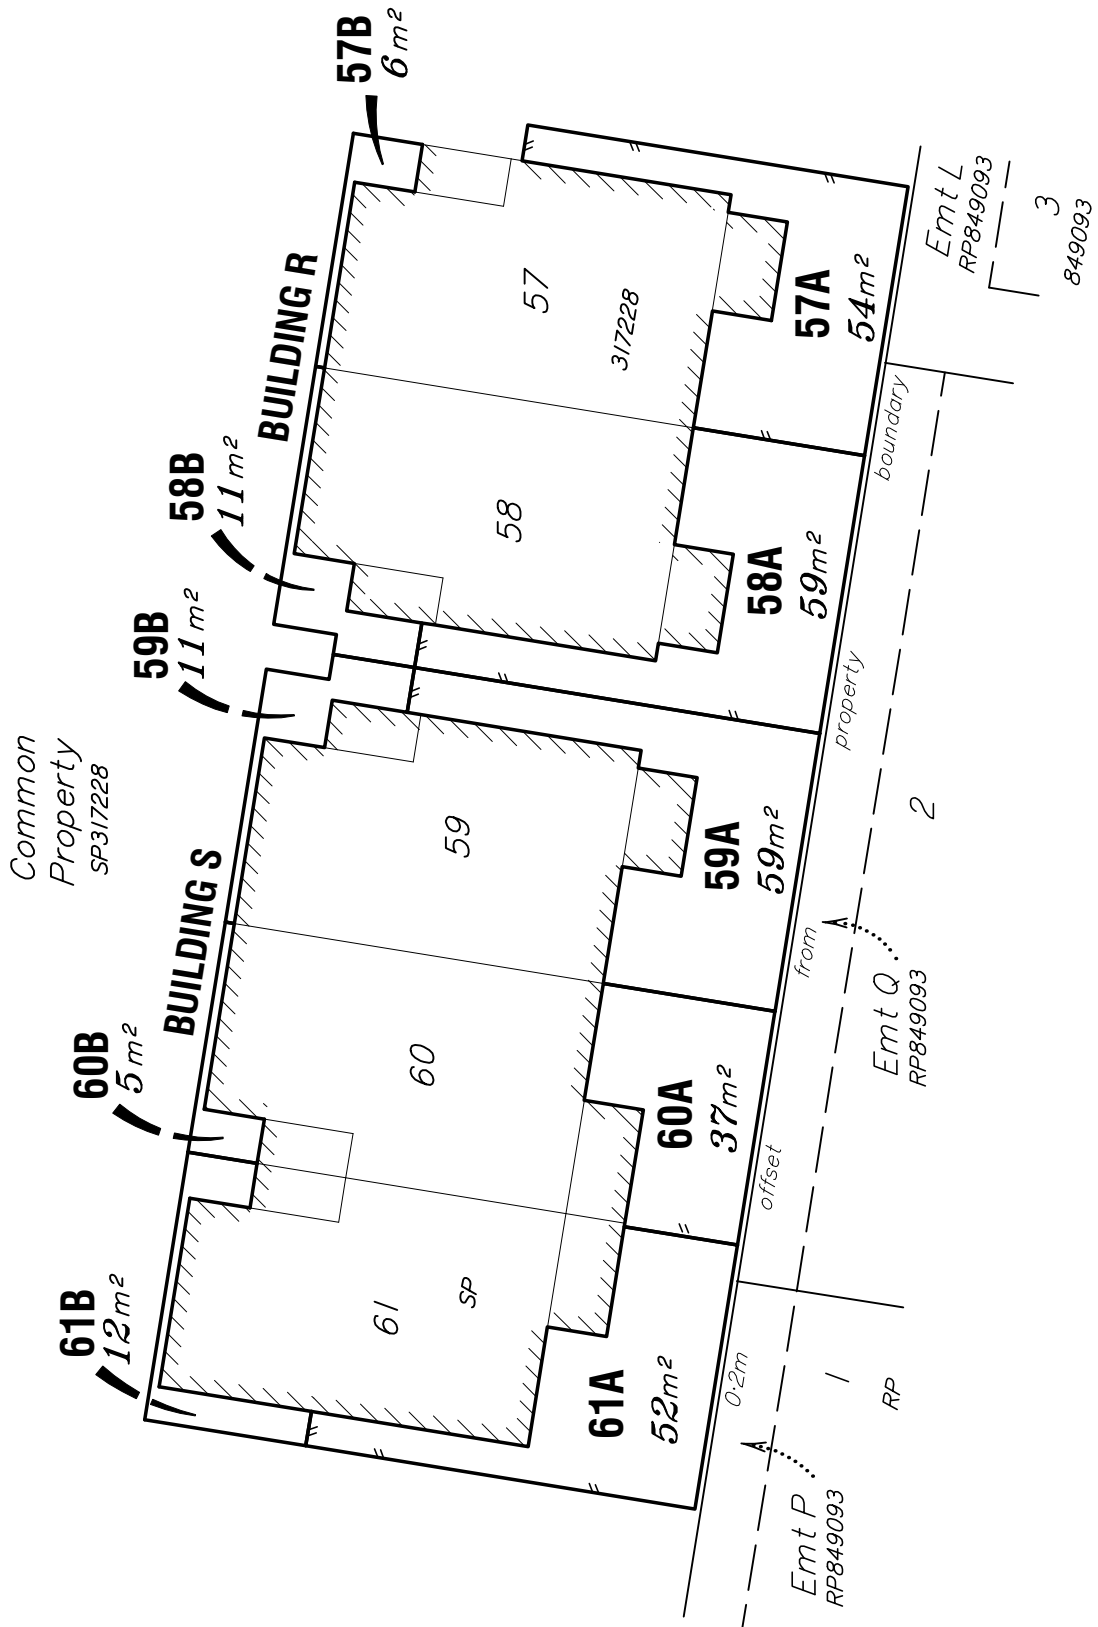 57B
6m²
BUILDING R
58B
11m²
59B
11m²
Common
Property
SP317228
BUILDING S
60B
5m²
61B
12m²
57
317228
58
59
60
61
SP
57A
54m²
58A
59m²
59A
59m²
60A
37m²
61A
52m²
0·2m offset from property boundary
Emt L
RP849093
3
849093
2
Emt Q
RP849093
1
RP
Emt P
RP849093